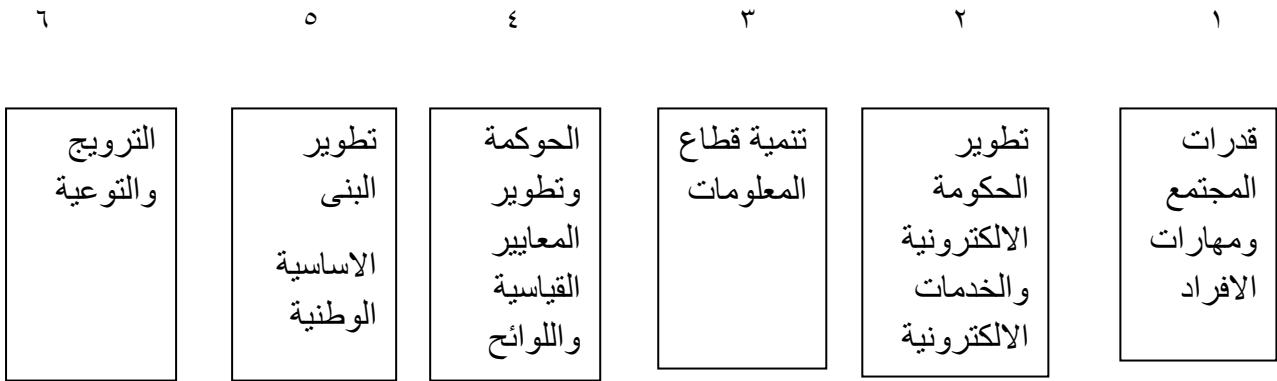 ١ ٢ ٣ ٤ ٥ ٦
قدرات
المجتمع
ومهارات
الافراد
تطوير
الحكومة
الالكترونية
والخدمات
الالكترونية
تنمية قطاع
المعلومات
الحوكمة
وتطوير
المعايير
القياسية
واللوائح
تطوير
البنى
الاساسية
الوطنية
الترويج
والتوعية